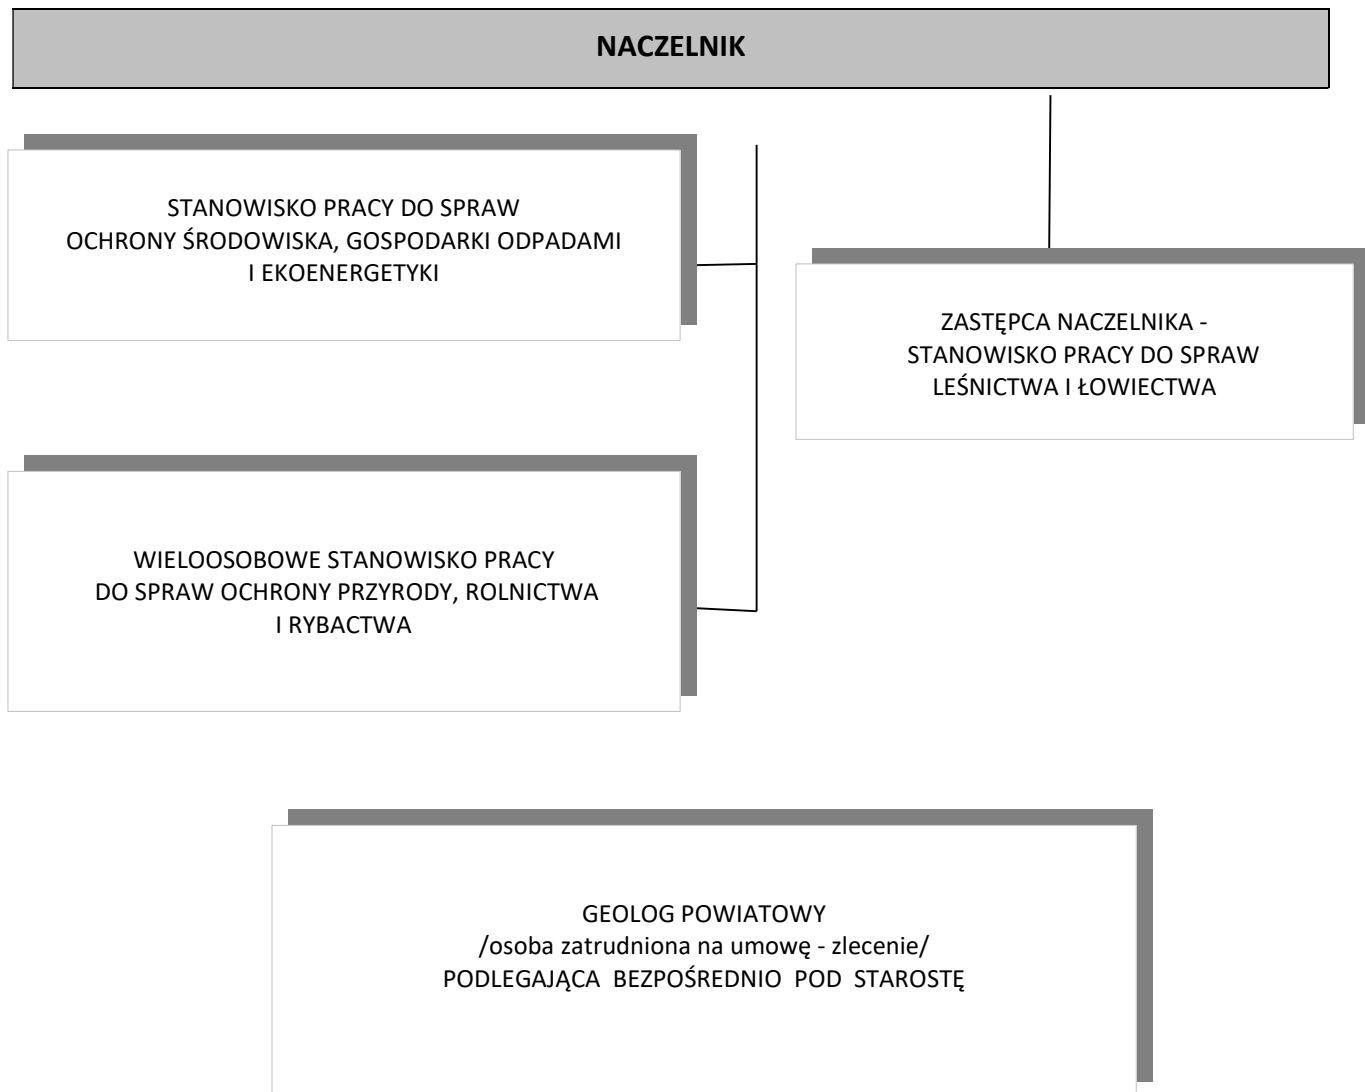 NACZELNIK
STANOWISKO PRACY DO SPRAW
OCHRONY ŚRODOWISKA, GOSPODARKI ODPADAMI
I EKOENERGETYKI
ZASTĘPCA NACZELNIKA -
STANOWISKO PRACY DO SPRAW
LEŚNICTWA I ŁOWIECTWA
WIELOOSOBOWE STANOWISKO PRACY
DO SPRAW OCHRONY PRZYRODY, ROLNICTWA
I RYBACTWA
GEOLOG POWIATOWY
/osoba zatrudniona na umowę - zlecenie/
PODLEGAJĄCA BEZPOŚREDNIO POD STAROSTĘ